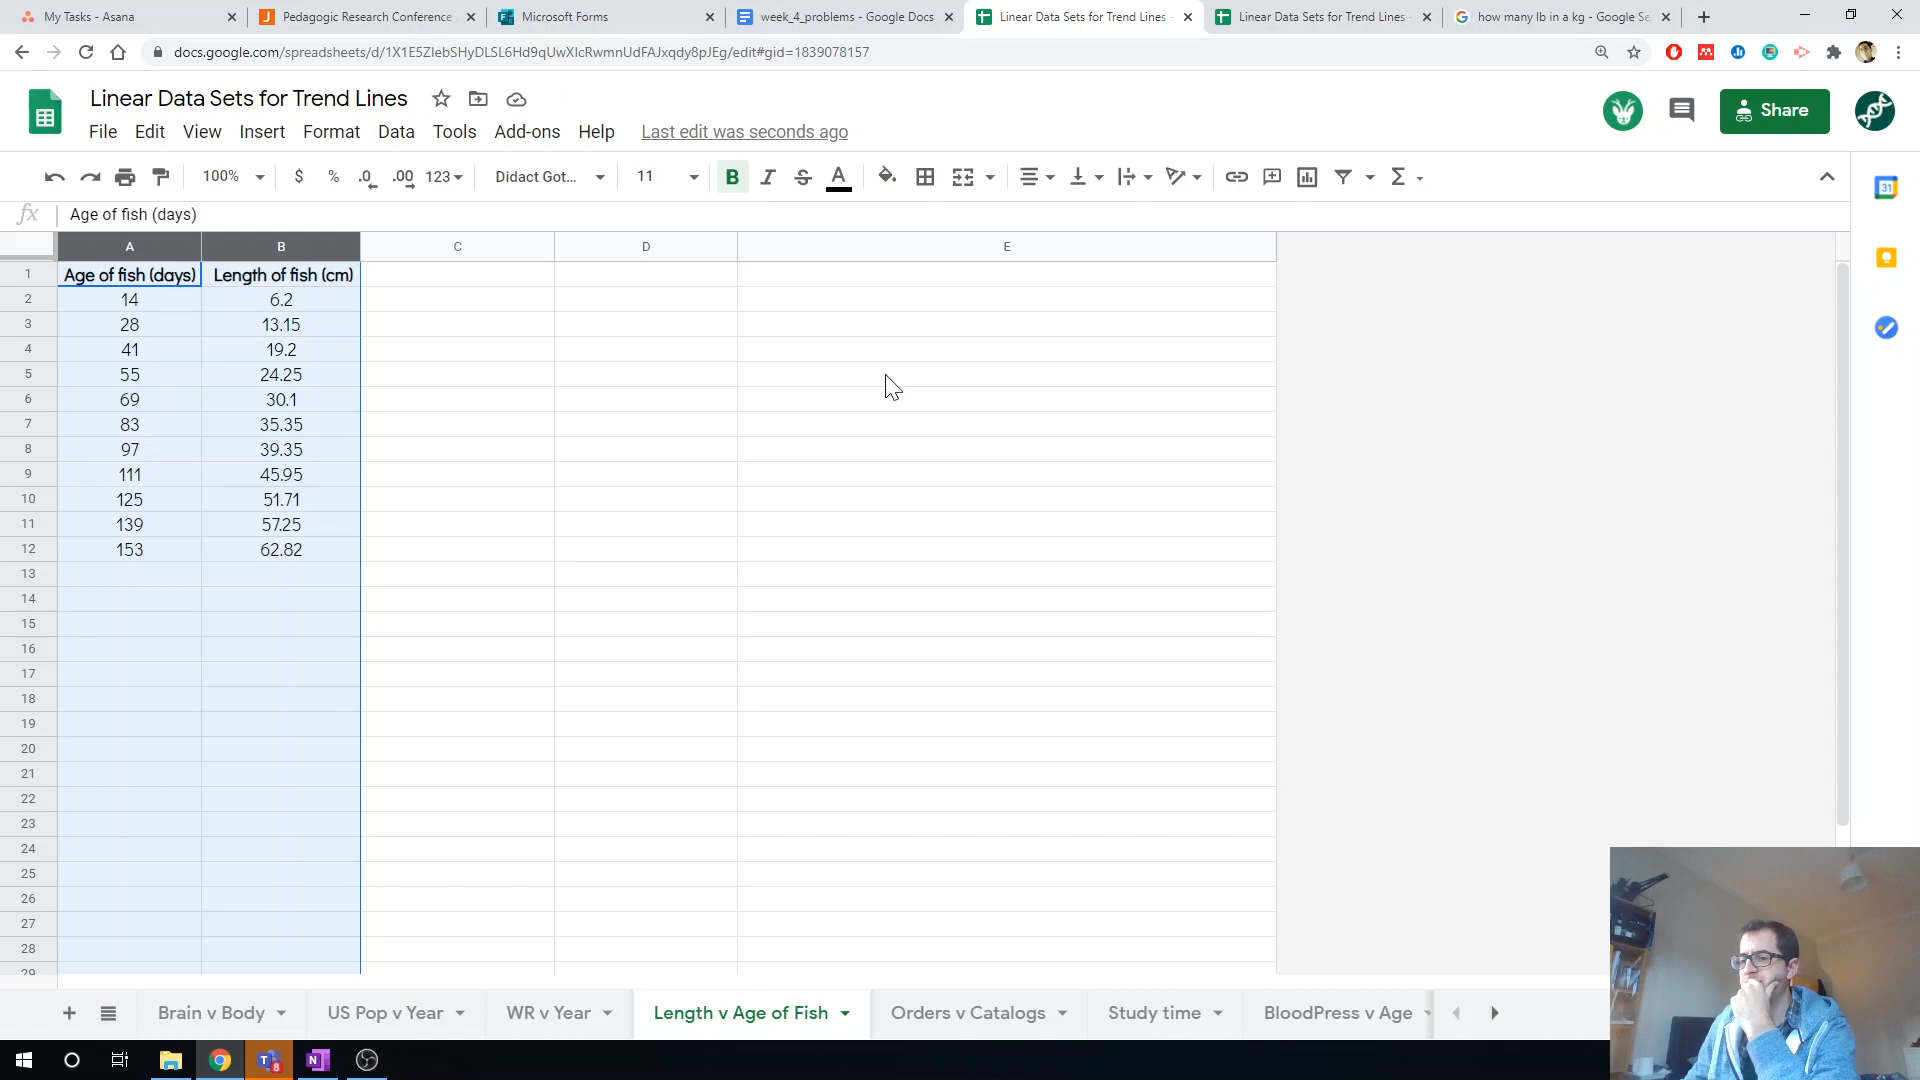 My Tasks - Asana
Pedagogic Research Conference
Microsoft Forms
week_4_problems - Google Docs
Linear Data Sets for Trend Lines -
Linear Data Sets for Trend Lines -
how many lb in a kg - Google Se
docs.google.com/spreadsheets/d/1X1E5ZIebSHyDLSL6Hd9qUwXIcRwmnUdFAJxqdy8pJEg/edit#gid=1839078157
Linear Data Sets for Trend Lines
File Edit View Insert Format Data Tools Add-ons Help Last edit was seconds ago
Share
100% $ % .0 .00 123 Didact Got... 11 B I S A Σ
31
fx Age of fish (days)
A B C D E
1 Age of fish (days) Length of fish (cm)
2 14 6.2
3 28 13.15
4 41 19.2
5 55 24.25
6 69 30.1
7 83 35.35
8 97 39.35
9 111 45.95
10 125 51.71
11 139 57.25
12 153 62.82
13
14
15
16
17
18
19
20
21
22
23
24
25
26
27
28
29
Brain v Body US Pop v Year WR v Year Length v Age of Fish Orders v Catalogs Study time BloodPress v Age
T 8 N